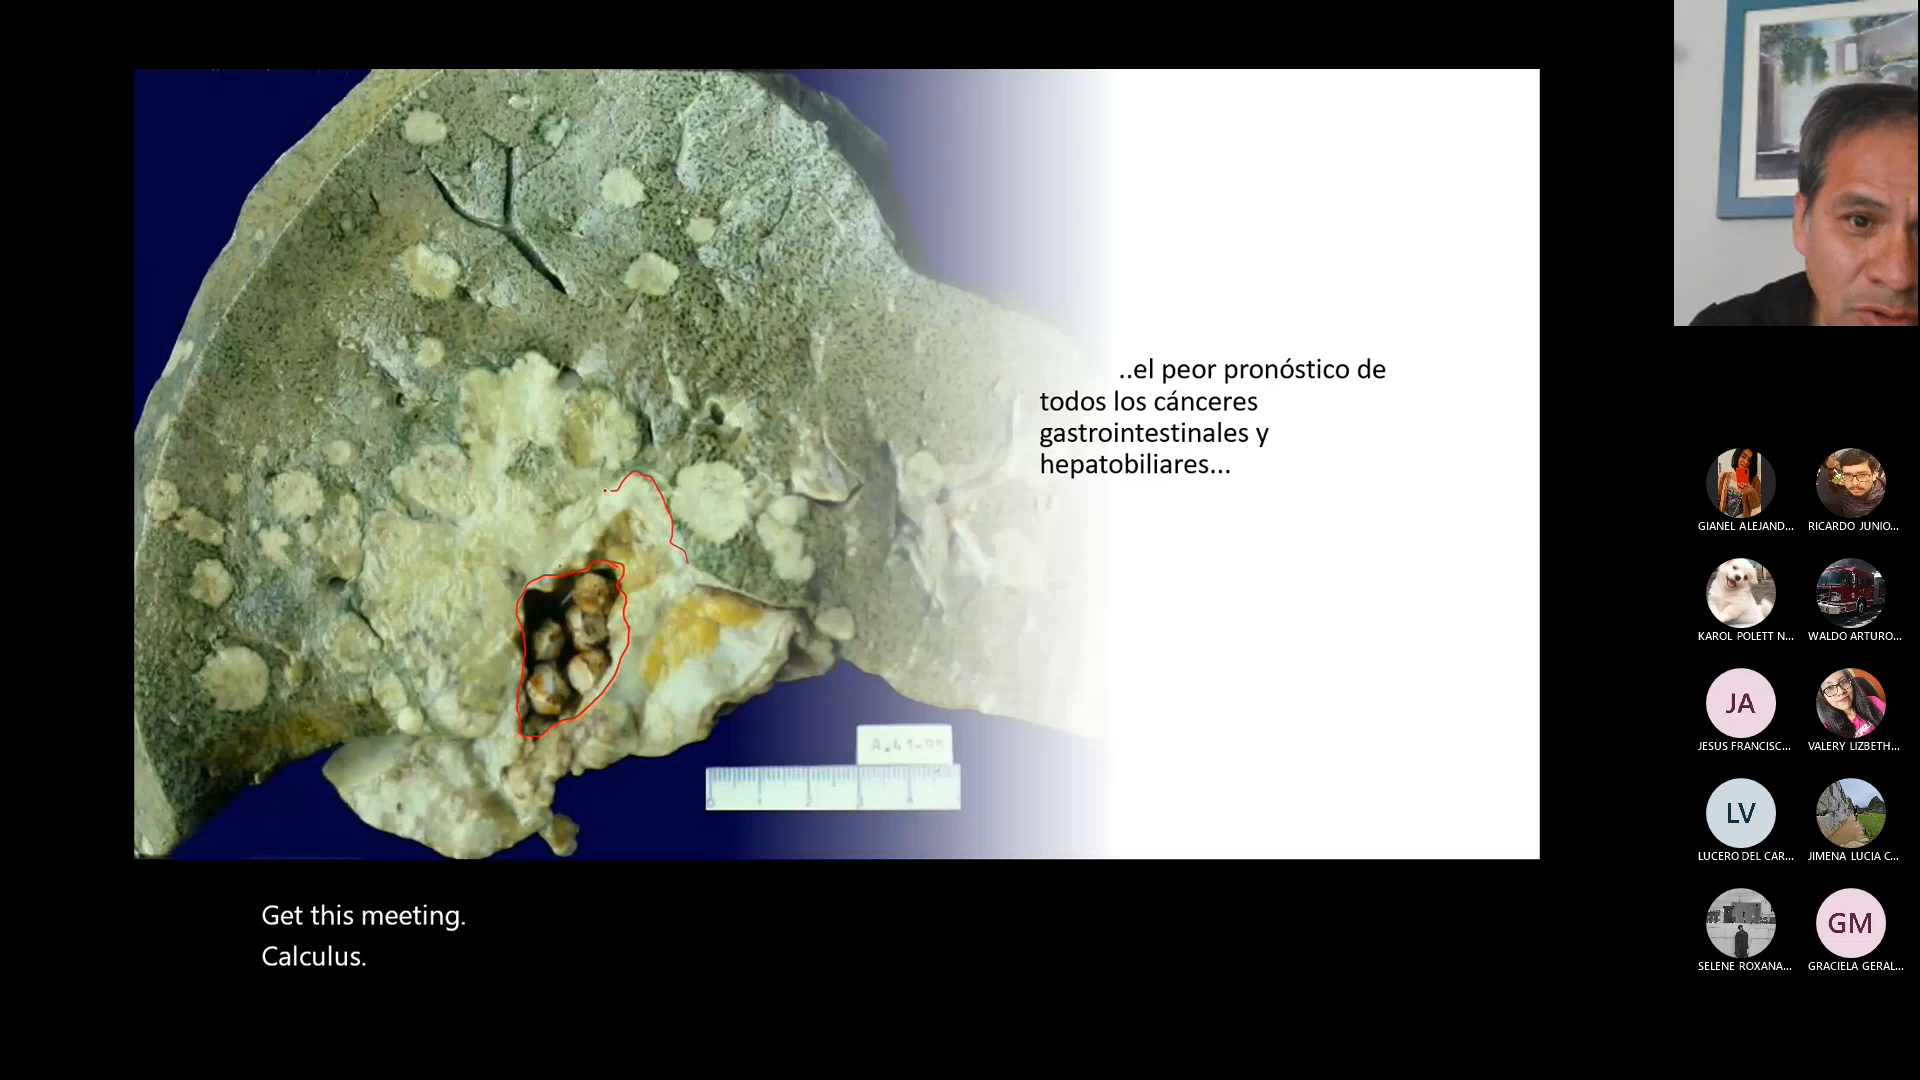 ..el peor pronóstico de
todos los cánceres
gastrointestinales y
hepatobiliares...
GIANEL ALEJAND...
RICARDO JUNIO...
KAROL POLETT N...
WALDO ARTURO...
JA
JESUS FRANCISC...
VALERY LIZBETH...
LV
LUCERO DEL CAR...
JIMENA LUCIA C...
SELENE ROXANA...
GM
GRACIELA GERAL...
Get this meeting.
Calculus.